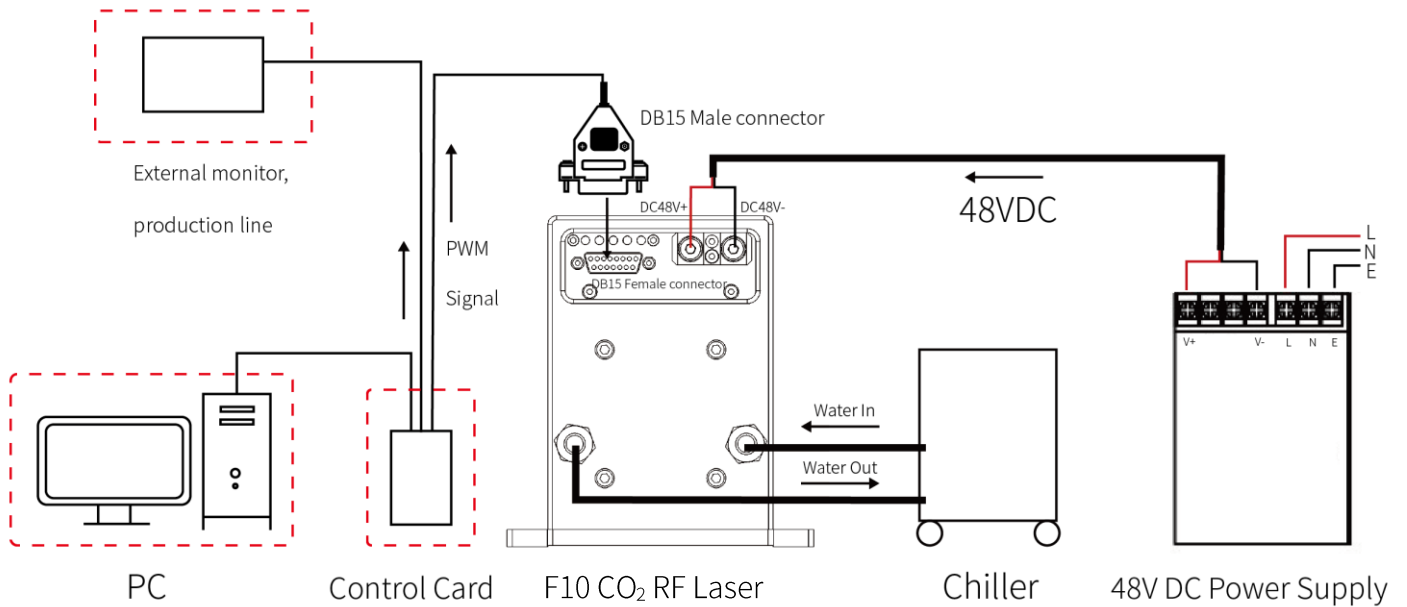 External monitor,
production line
PWM
Signal
DB15 Male connector
DC48V+
DC48V-
DB15 Female connector
48VDC
L
N
E
V+
V-
L
N
E
Water In
Water Out
PC
Control Card
F10 CO₂ RF Laser
Chiller
48V DC Power Supply